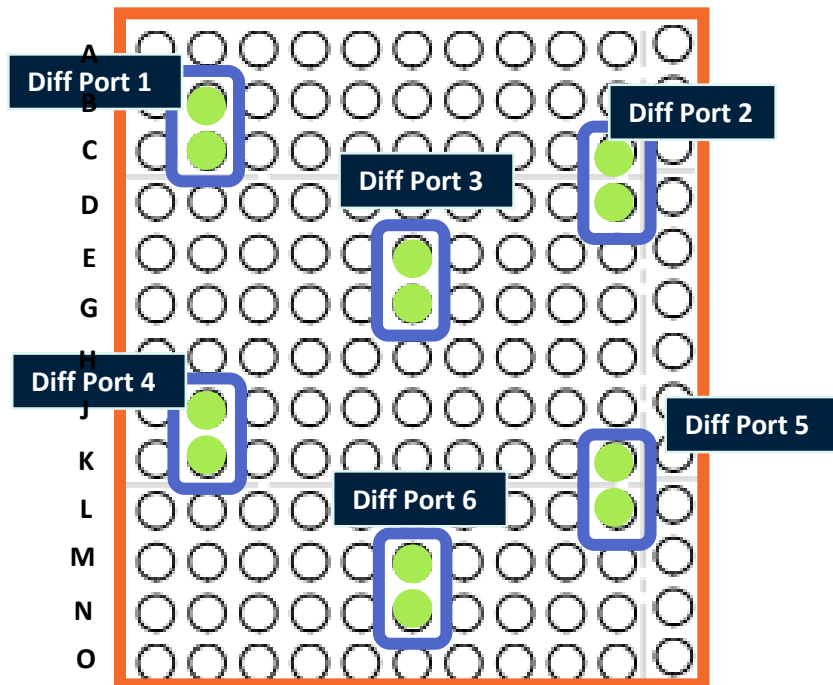 A
Diff Port 1
B
Diff Port 2
C
Diff Port 3
D
E
G
H
Diff Port 4
J
Diff Port 5
K
Diff Port 6
L
M
N
O